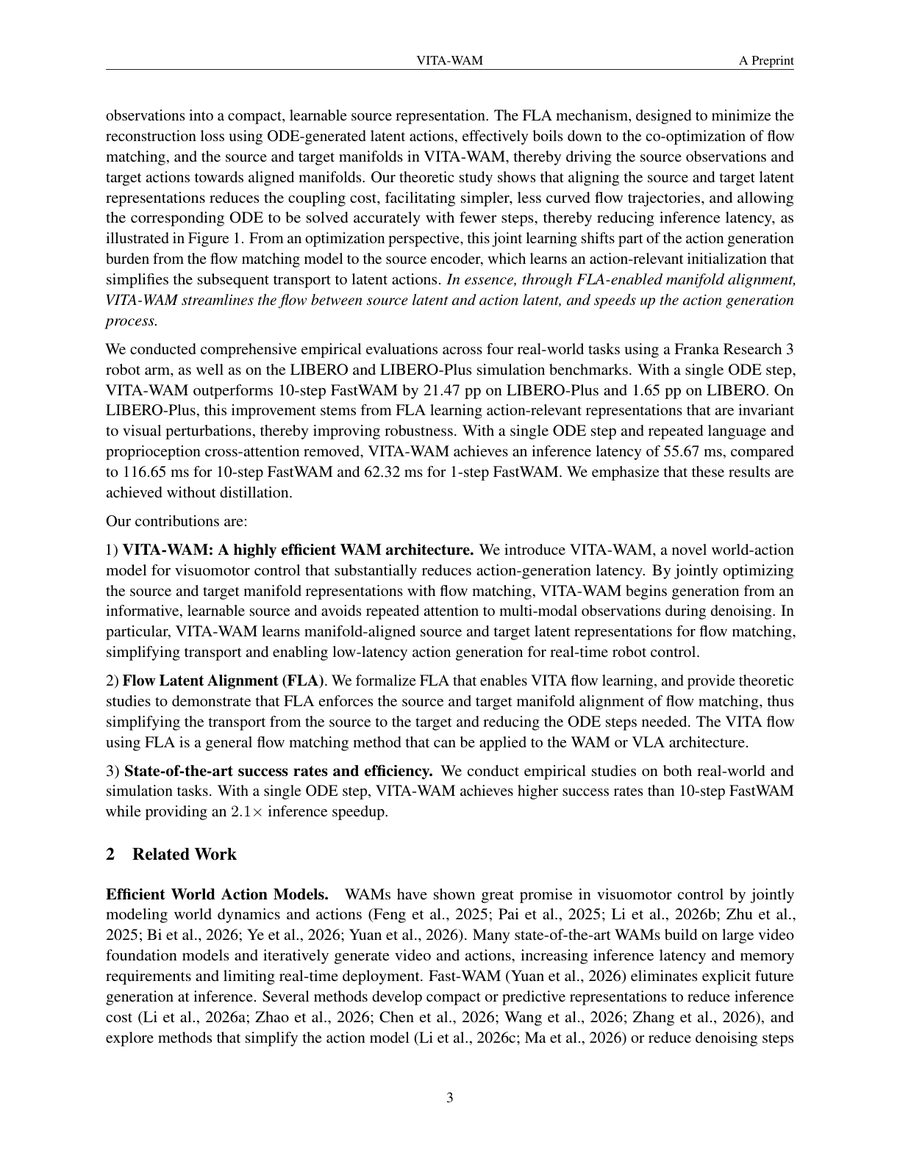 VITA-WAM
A Preprint
observations into a compact, learnable source representation. The FLA mechanism, designed to minimize the
reconstruction loss using ODE-generated latent actions, effectively boils down to the co-optimization of flow
matching, and the source and target manifolds in VITA-WAM, thereby driving the source observations and
target actions towards aligned manifolds. Our theoretic study shows that aligning the source and target latent
representations reduces the coupling cost, facilitating simpler, less curved flow trajectories, and allowing
the corresponding ODE to be solved accurately with fewer steps, thereby reducing inference latency, as
illustrated in Figure 1. From an optimization perspective, this joint learning shifts part of the action generation
burden from the flow matching model to the source encoder, which learns an action-relevant initialization that
simplifies the subsequent transport to latent actions. In essence, through FLA-enabled manifold alignment,
VITA-WAM streamlines the flow between source latent and action latent, and speeds up the action generation
process.
We conducted comprehensive empirical evaluations across four real-world tasks using a Franka Research 3
robot arm, as well as on the LIBERO and LIBERO-Plus simulation benchmarks. With a single ODE step,
VITA-WAM outperforms 10-step FastWAM by 21.47 pp on LIBERO-Plus and 1.65 pp on LIBERO. On
LIBERO-Plus, this improvement stems from FLA learning action-relevant representations that are invariant
to visual perturbations, thereby improving robustness. With a single ODE step and repeated language and
proprioception cross-attention removed, VITA-WAM achieves an inference latency of 55.67 ms, compared
to 116.65 ms for 10-step FastWAM and 62.32 ms for 1-step FastWAM. We emphasize that these results are
achieved without distillation.
Our contributions are:
1) VITA-WAM: A highly efficient WAM architecture. We introduce VITA-WAM, a novel world-action
model for visuomotor control that substantially reduces action-generation latency. By jointly optimizing
the source and target manifold representations with flow matching, VITA-WAM begins generation from an
informative, learnable source and avoids repeated attention to multi-modal observations during denoising. In
particular, VITA-WAM learns manifold-aligned source and target latent representations for flow matching,
simplifying transport and enabling low-latency action generation for real-time robot control.
2) Flow Latent Alignment (FLA). We formalize FLA that enables VITA flow learning, and provide theoretic
studies to demonstrate that FLA enforces the source and target manifold alignment of flow matching, thus
simplifying the transport from the source to the target and reducing the ODE steps needed. The VITA flow
using FLA is a general flow matching method that can be applied to the WAM or VLA architecture.
3) State-of-the-art success rates and efficiency. We conduct empirical studies on both real-world and
simulation tasks. With a single ODE step, VITA-WAM achieves higher success rates than 10-step FastWAM
while providing an 2.1× inference speedup.
2 Related Work
Efficient World Action Models. WAMs have shown great promise in visuomotor control by jointly
modeling world dynamics and actions (Feng et al., 2025; Pai et al., 2025; Li et al., 2026b; Zhu et al.,
2025; Bi et al., 2026; Ye et al., 2026; Yuan et al., 2026). Many state-of-the-art WAMs build on large video
foundation models and iteratively generate video and actions, increasing inference latency and memory
requirements and limiting real-time deployment. Fast-WAM (Yuan et al., 2026) eliminates explicit future
generation at inference. Several methods develop compact or predictive representations to reduce inference
cost (Li et al., 2026a; Zhao et al., 2026; Chen et al., 2026; Wang et al., 2026; Zhang et al., 2026), and
explore methods that simplify the action model (Li et al., 2026c; Ma et al., 2026) or reduce denoising steps
3